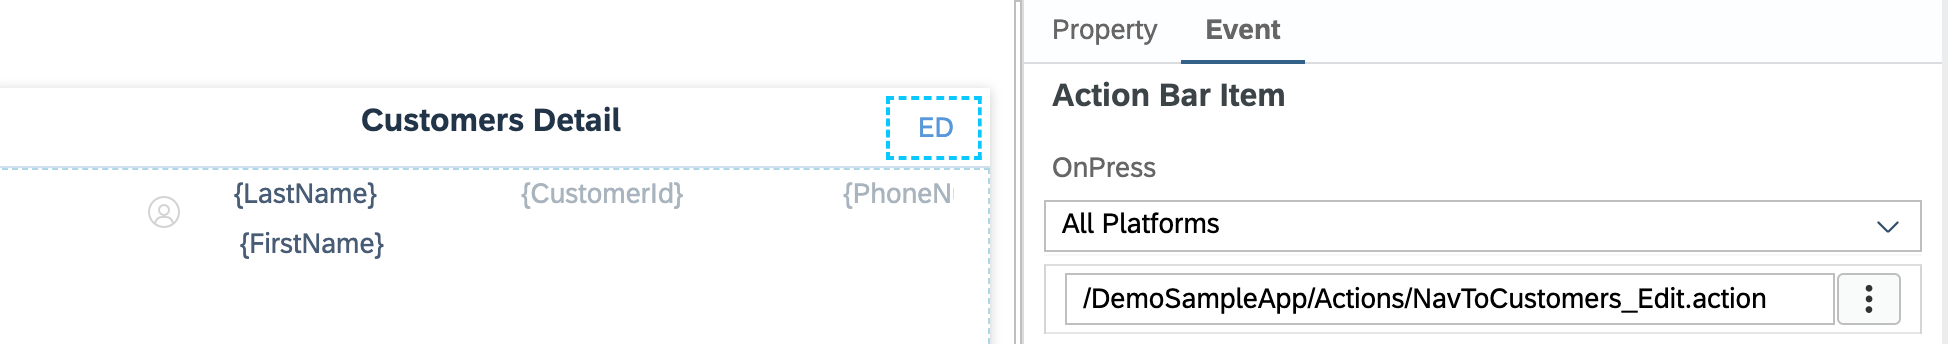 Customers Detail
ED
{LastName}
{CustomerId}
{FirstName}
Property
Event
Action Bar Item
OnPress
All Platforms
/DemoSampleApp/Actions/NavToCustomers_Edit.action